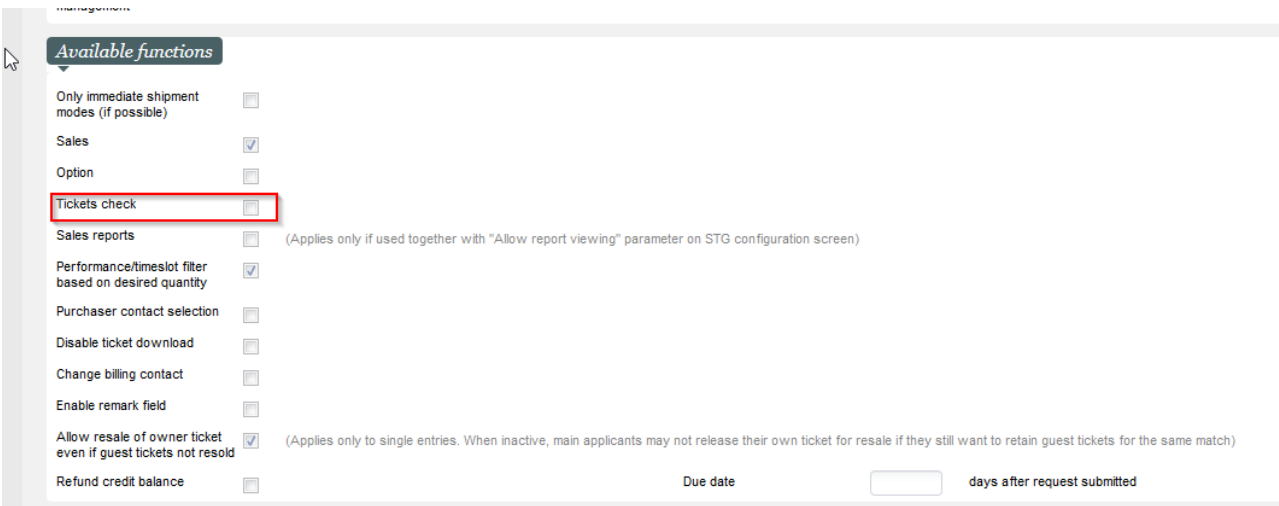 management
Available functions
Only immediate shipment
modes (if possible)
Sales
Option
Tickets check
Sales reports
(Applies only if used together with "Allow report viewing" parameter on STG configuration screen)
Performance/timeslot filter
based on desired quantity
Purchaser contact selection
Disable ticket download
Change billing contact
Enable remark field
Allow resale of owner ticket
even if guest tickets not resold
(Applies only to single entries. When inactive, main applicants may not release their own ticket for resale if they still want to retain guest tickets for the same match)
Refund credit balance
Due date
days after request submitted